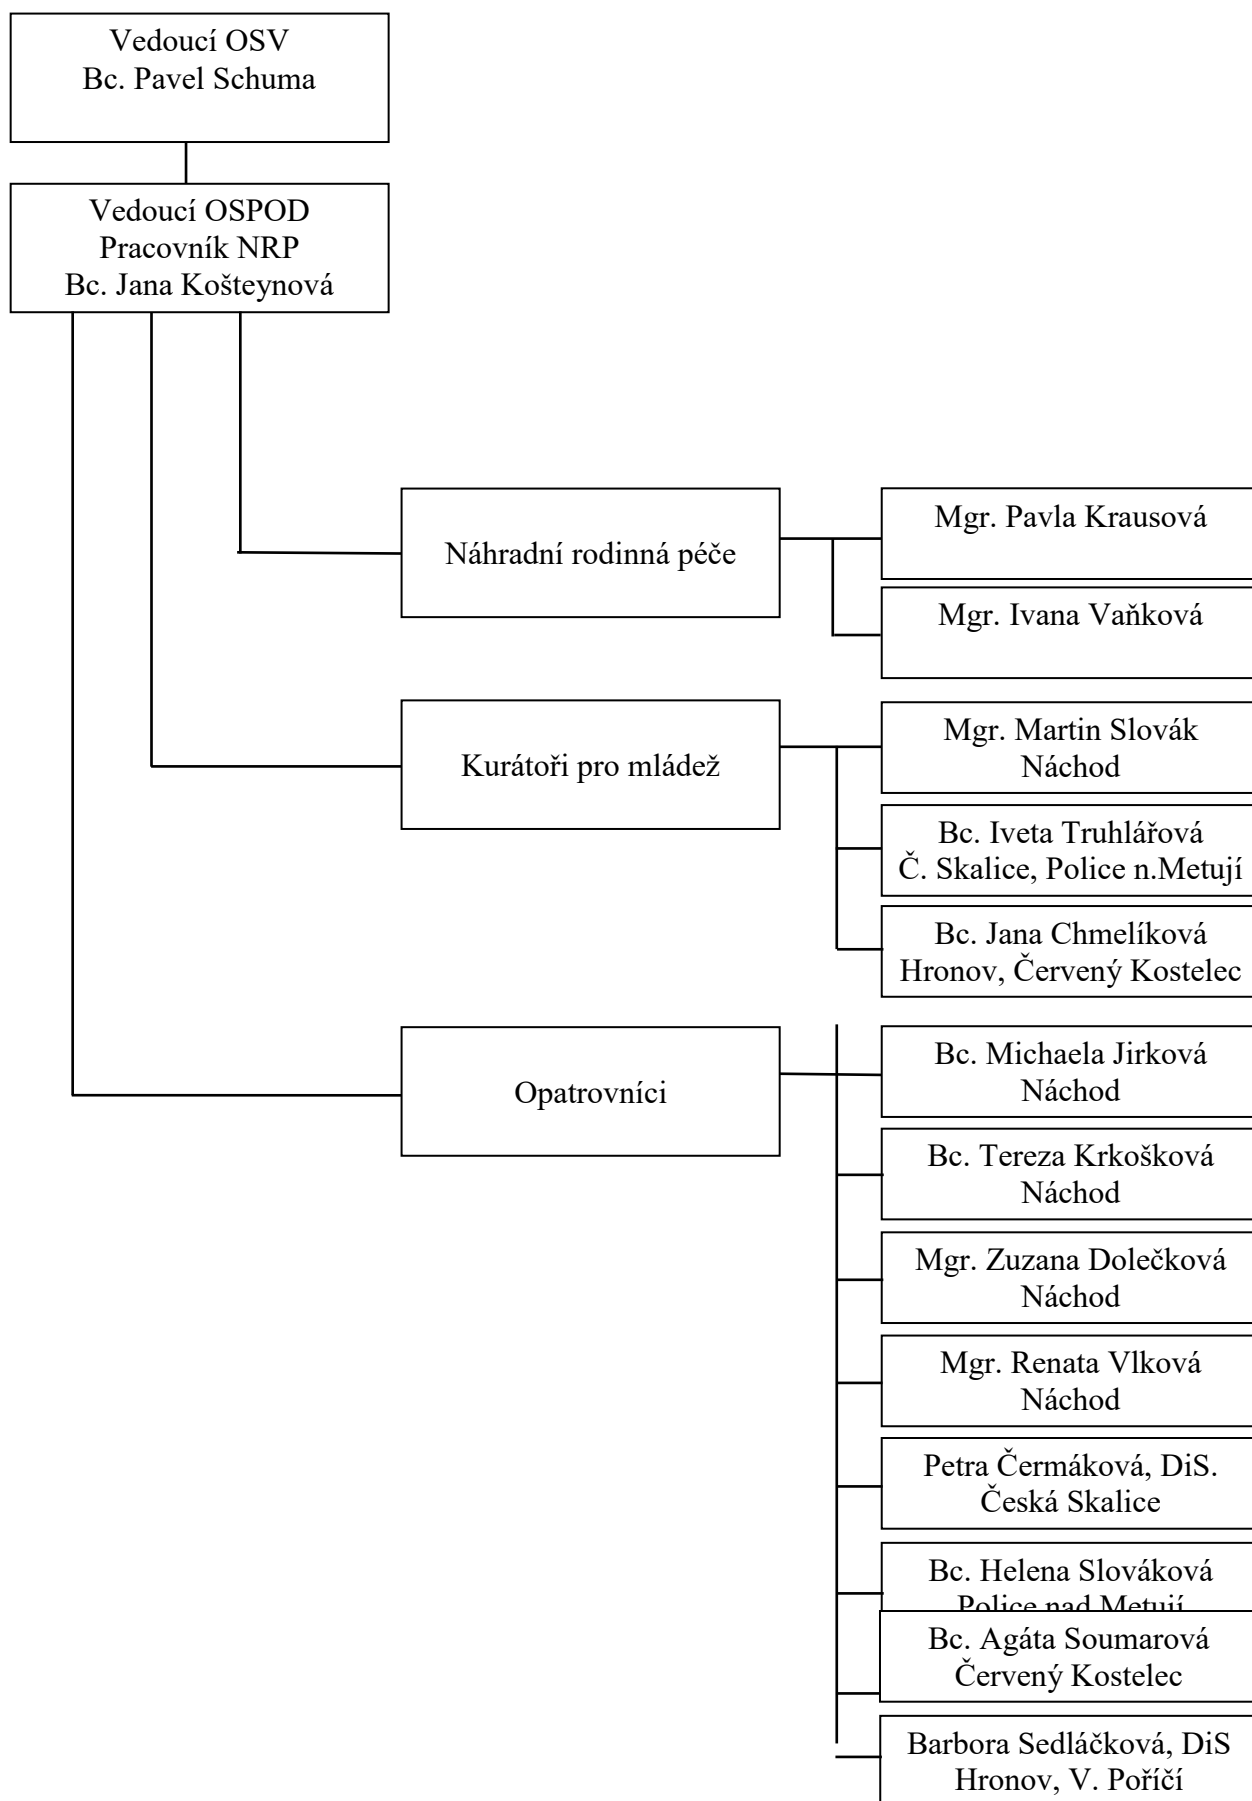 Vedoucí OSV
Bc. Pavel Schuma
Vedoucí OSPOD
Pracovník NRP
Bc. Jana Košteynová
Náhradní rodinná péče
Mgr. Pavla Krausová
Mgr. Ivana Vaňková
Kurátoři pro mládež
Mgr. Martin Slovák
Náchod
Bc. Iveta Truhlářová
Č. Skalice, Police n.Metují
Bc. Jana Chmelíková
Hronov, Červený Kostelec
Opatrovníci
Bc. Michaela Jirková
Náchod
Bc. Tereza Krkošková
Náchod
Mgr. Zuzana Dolečková
Náchod
Mgr. Renata Vlková
Náchod
Petra Čermáková, DiS.
Česká Skalice
Bc. Helena Slováková
Police nad Metují
Bc. Agáta Soumarová
Červený Kostelec
Barbora Sedláčková, DiS
Hronov, V. Poříčí